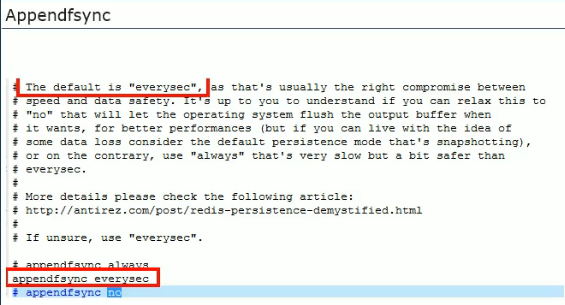 Appendfsync
# The default is "everysec", as that's usually the right compromise between
# speed and data safety. It's up to you to understand if you can relax this to
# "no" that will let the operating system flush the output buffer when
# it wants, for better performances (but if you can live with the idea of
# some data loss consider the default persistence mode that's snapshotting),
# or on the contrary, use "always" that's very slow but a bit safer than
# everysec.
#
# More details please check the following article:
# http://antirez.com/post/redis-persistence-demystified.html
#
# If unsure, use "everysec".
# appendfsync always
appendfsync everysec
# appendfsync no